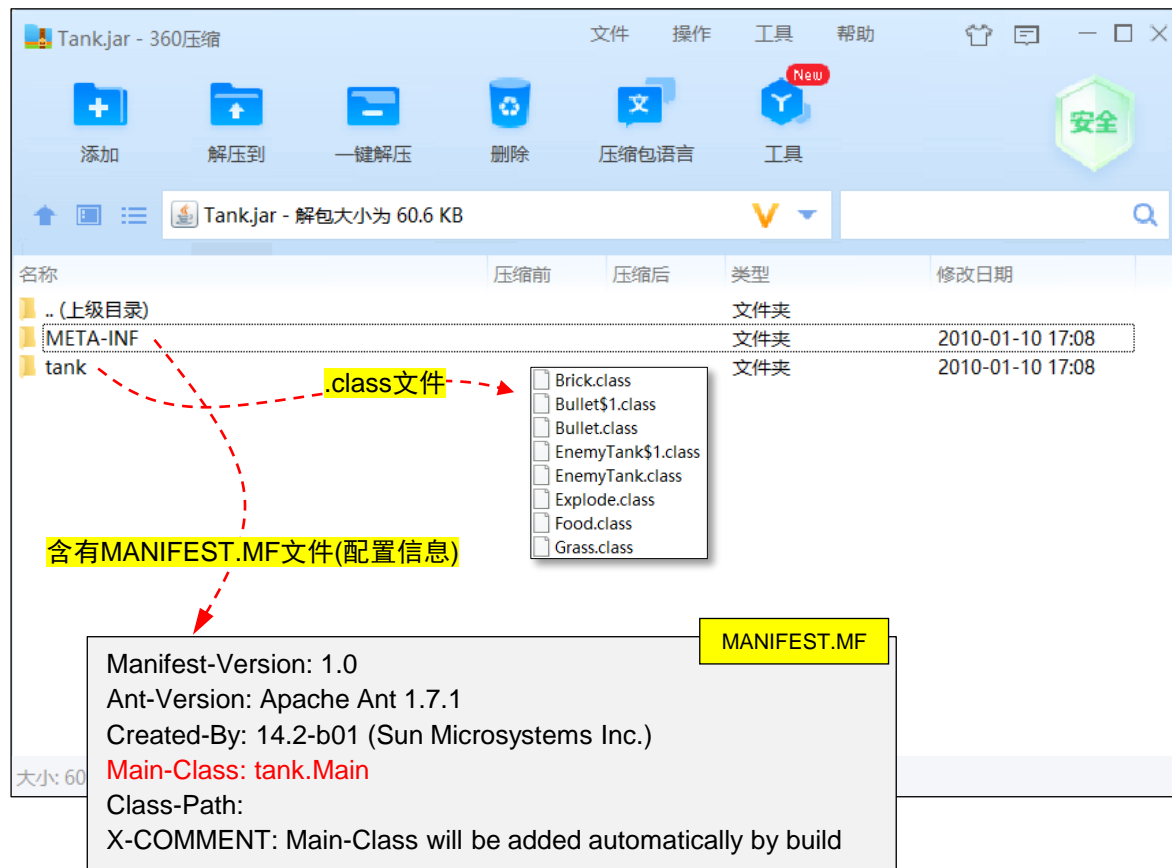 Tank.jar - 360压缩 文件 操作 工具 帮助
New
添加 解压到 一键解压 删除 压缩包语言 工具 安全
Tank.jar - 解包大小为 60.6 KB
名称 压缩前 压缩后 类型 修改日期
.. (上级目录) 文件夹
META-INF 文件夹 2010-01-10 17:08
tank 文件夹 2010-01-10 17:08
.class文件
Brick.class
Bullet$1.class
Bullet.class
EnemyTank$1.class
EnemyTank.class
Explode.class
Food.class
Grass.class
含有MANIFEST.MF文件(配置信息)
MANIFEST.MF
Manifest-Version: 1.0
Ant-Version: Apache Ant 1.7.1
Created-By: 14.2-b01 (Sun Microsystems Inc.)
Main-Class: tank.Main
Class-Path:
X-COMMENT: Main-Class will be added automatically by build
大小: 60